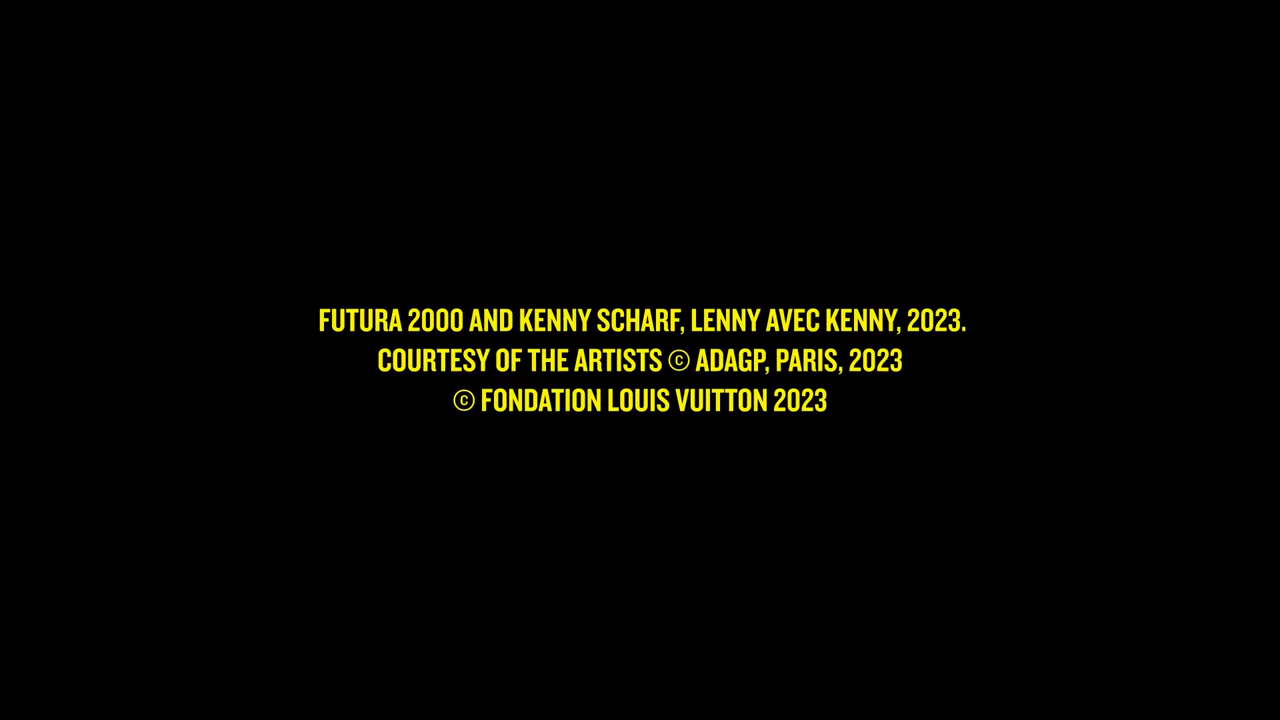 FUTURA 2000 AND KENNY SCHARF, LENNY AVEC KENNY, 2023.
COURTESY OF THE ARTISTS © ADAGP, PARIS, 2023
© FONDATION LOUIS VUITTON 2023